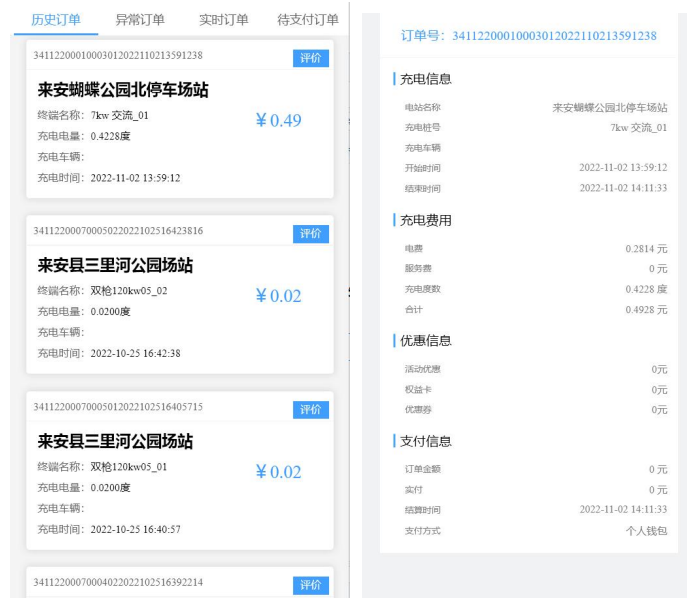 历史订单 异常订单 实时订单 待支付订单
34112200010003012022110213591238 评价
来安蝴蝶公园北停车场站
终端名称：7kw 交流_01
¥0.49
充电电量：0.4228度
充电车辆：
充电时间：2022-11-02 13:59:12
34112200070005022022102516423816 评价
来安县三里河公园场站
终端名称：双枪120kw05_02
¥0.02
充电电量：0.0200度
充电车辆：
充电时间：2022-10-25 16:42:38
34112200070005012022102516405715 评价
来安县三里河公园场站
终端名称：双枪120kw05_01
¥0.02
充电电量：0.0200度
充电车辆：
充电时间：2022-10-25 16:40:57
34112200070004022022102516392214 评价
订单号：34112200010003012022110213591238
充电信息
电站名称 来安蝴蝶公园北停车场站
充电桩号 7kw 交流_01
充电车辆
开始时间 2022-11-02 13:59:12
结束时间 2022-11-02 14:11:33
充电费用
电费 0.2814 元
服务费 0 元
充电度数 0.4228 度
合计 0.4928 元
优惠信息
活动优惠 0元
权益卡 0元
优惠券 0元
支付信息
订单金额 0 元
实付 0 元
结算时间 2022-11-02 14:11:33
支付方式 个人钱包